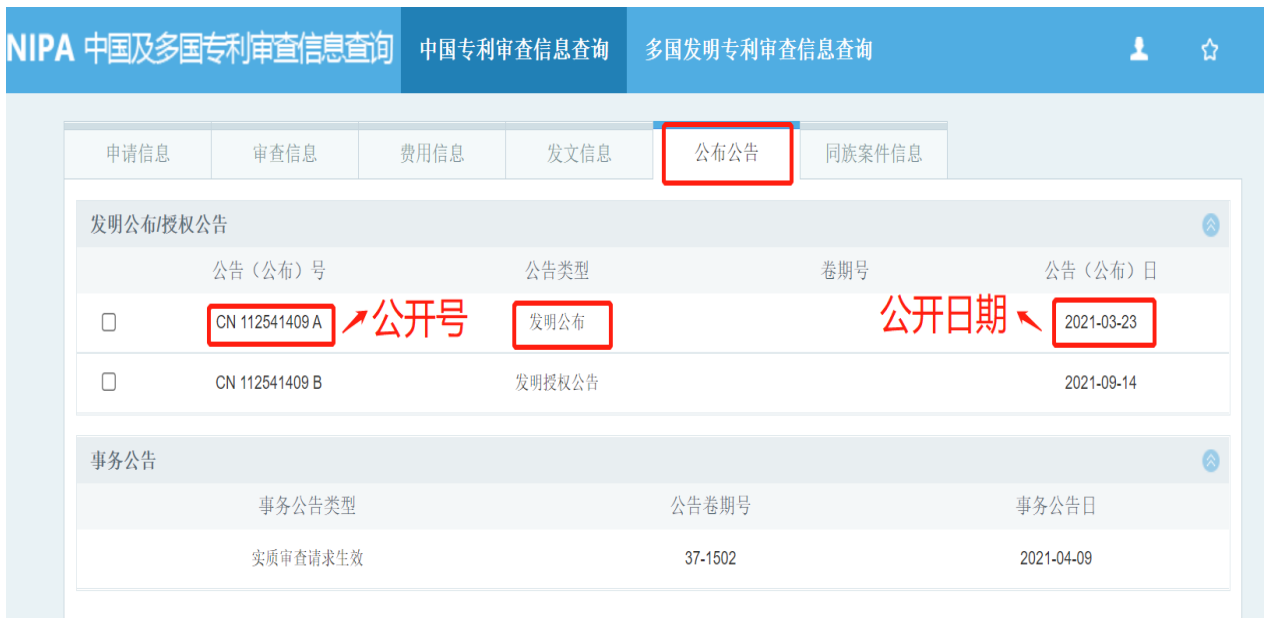 NIPA 中国及多国专利审查信息查询 中国专利审查信息查询 多国发明专利审查信息查询
申请信息 审查信息 费用信息 发文信息 公布公告 同族案件信息
发明公布/授权公告
公告（公布）号 公告类型 卷期号 公告（公布）日
CN 112541409 A 公开号 发明公布 公开日期 2021-03-23
CN 112541409 B 发明授权公告 2021-09-14
事务公告
事务公告类型 公告卷期号 事务公告日
实质审查请求生效 37-1502 2021-04-09